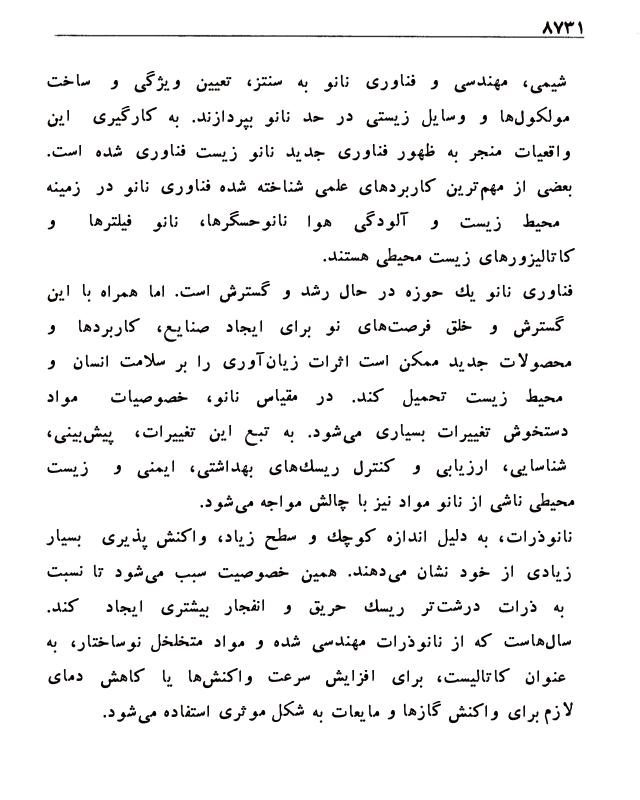 ۸۷۳۱
شیمی، مهندسی و فناوری نانو به سنتز، تعیین ویژگی و ساخت
مولکول‌ها و وسایل زیستی در حد نانو بپردازند. به کارگیری این
واقعیات منجر به ظهور فناوری جدید نانو زیست فناوری شده است.
بعضی از مهم‌ترین کاربردهای علمی شناخته شده فناوری نانو در زمینه
محیط زیست و آلودگی هوا نانوحسگرها، نانو فیلترها و
کاتالیزورهای زیست محیطی هستند.
فناوری نانو یك حوزه در حال رشد و گسترش است. اما همراه با این
گسترش و خلق فرصت‌های نو برای ایجاد صنایع، کاربردها و
محصولات جدید ممکن است اثرات زیان‌آوری را بر سلامت انسان و
محیط زیست تحمیل کند. در مقیاس نانو، خصوصیات مواد
دستخوش تغییرات بسیاری می‌شود. به تبع این تغییرات، پیش‌بینی،
شناسایی، ارزیابی و کنترل ریسك‌های بهداشتی، ایمنی و زیست
محیطی ناشی از نانو مواد نیز با چالش مواجه می‌شود.
نانوذرات، به دلیل اندازه کوچك و سطح زیاد، واکنش پذیری بسیار
زیادی از خود نشان می‌دهند. همین خصوصیت سبب می‌شود تا نسبت
به ذرات درشت‌تر ریسك حریق و انفجار بیشتری ایجاد کند.
سال‌هاست که از نانوذرات مهندسی شده و مواد متخلخل نوساختار، به
عنوان کاتالیست، برای افزایش سرعت واکنش‌ها یا کاهش دمای
لازم برای واکنش گازها و مایعات به شکل موثری استفاده می‌شود.